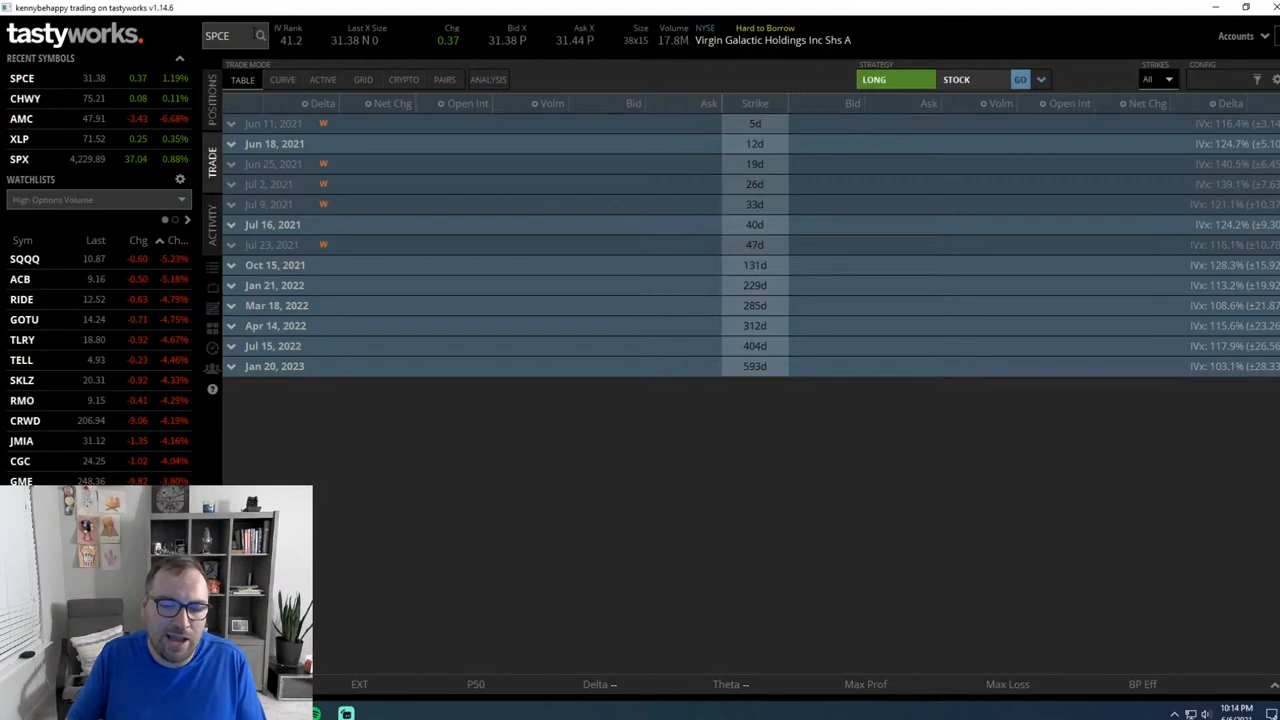 kennybehappy trading on tastyworks v1.14.6
tastyworks. SPCE IV Rank Last X Size Chg Bid X Ask X Size Volume NYSE Hard to Borrow
41.2 31.38 N 0 0.37 31.38 P 31.44 P 38x15 17.8M Virgin Galactic Holdings Inc Shs A Accounts
RECENT SYMBOLS
SPCE 31.38 0.37 1.19%
CHWY 75.21 0.08 0.11%
AMC 47.91 -3.43 -6.68%
XLP 71.52 0.25 0.35%
SPX 4,229.89 37.04 0.88%
WATCHLISTS
High Options Volume
Sym Last Chg Ch...
SQQQ 10.87 -0.60 -5.23%
ACB 9.16 -0.50 -5.18%
RIDE 12.52 -0.63 -4.79%
GOTU 14.24 -0.71 -4.75%
TLRY 18.80 -0.92 -4.67%
TELL 4.93 -0.23 -4.46%
SKLZ 20.31 -0.92 -4.33%
RMO 9.15 -0.41 -4.29%
CRWD 206.94 -9.06 -4.19%
JMIA 31.12 -1.35 -4.16%
CGC 24.25 -1.02 -4.04%
GME 248.36 -9.82 -3.80%
POSITIONS
TRADE
ACTIVITY
TRADE MODE STRATEGY STRIKES CONFIG
TABLE CURVE ACTIVE GRID CRYPTO PAIRS ANALYSIS LONG STOCK GO All
Delta Net Chg Open Int Volm Bid Ask Strike Bid Ask Volm Open Int Net Chg Delta
Jun 11, 2021 W 5d IVx: 116.4% (±3.14
Jun 18, 2021 12d IVx: 124.7% (±5.10
Jun 25, 2021 W 19d IVx: 140.5% (±6.45
Jul 2, 2021 W 26d IVx: 139.1% (±7.63
Jul 9, 2021 W 33d IVx: 121.1% (±10.37
Jul 16, 2021 40d IVx: 124.2% (±9.30
Jul 23, 2021 W 47d IVx: 116.1% (±10.78
Oct 15, 2021 131d IVx: 128.3% (±15.92
Jan 21, 2022 229d IVx: 113.2% (±19.92
Mar 18, 2022 285d IVx: 108.6% (±21.87
Apr 14, 2022 312d IVx: 115.6% (±23.26
Jul 15, 2022 404d IVx: 117.9% (±26.56
Jan 20, 2023 593d IVx: 103.1% (±28.33
EXT P50 Delta -- Theta -- Max Prof Max Loss BP Eff
10:14 PM
6/6/2021